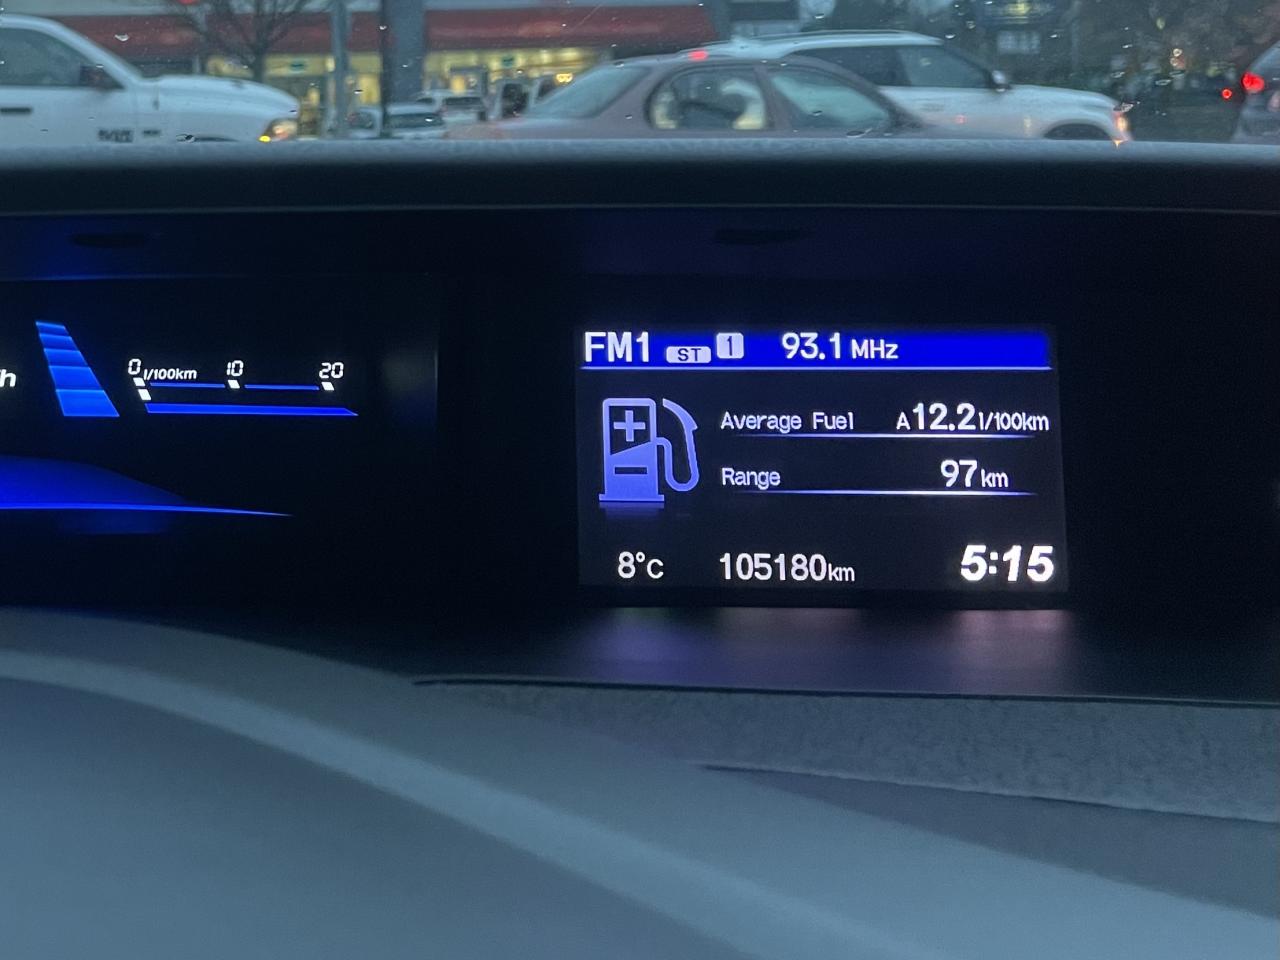 FM1 ST 1 93.1 MHz
0 l/100km 10 20
h
Average Fuel A12.2 l/100km
Range 97 km
8°C 105180km 5:15